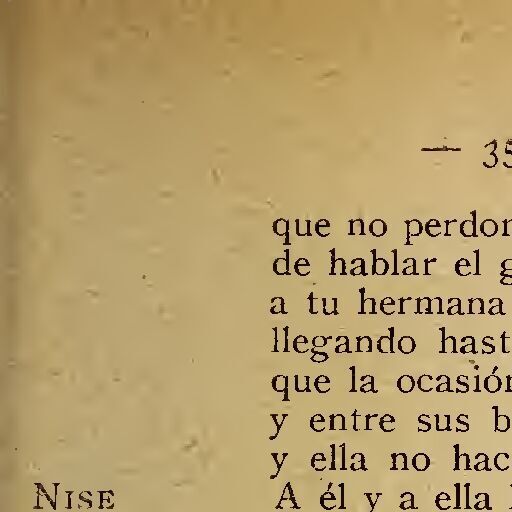 — 35
que no perdon
de hablar el g
a tu hermana
llegando hast
que la ocasión
y entre sus b
y ella no hac
NISE A él y a ella